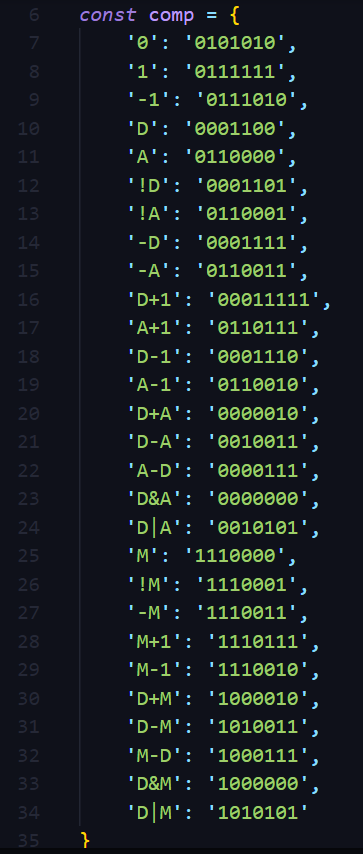 6 const comp = {
7 '0': '0101010',
8 '1': '0111111',
9 '-1': '0111010',
10 'D': '0001100',
11 'A': '0110000',
12 '!D': '0001101',
13 '!A': '0110001',
14 '-D': '0001111',
15 '-A': '0110011',
16 'D+1': '00011111',
17 'A+1': '0110111',
18 'D-1': '0001110',
19 'A-1': '0110010',
20 'D+A': '0000010',
21 'D-A': '0010011',
22 'A-D': '0000111',
23 'D&A': '0000000',
24 'D|A': '0010101',
25 'M': '1110000',
26 '!M': '1110001',
27 '-M': '1110011',
28 'M+1': '1110111',
29 'M-1': '1110010',
30 'D+M': '1000010',
31 'D-M': '1010011',
32 'M-D': '1000111',
33 'D&M': '1000000',
34 'D|M': '1010101'
35 }